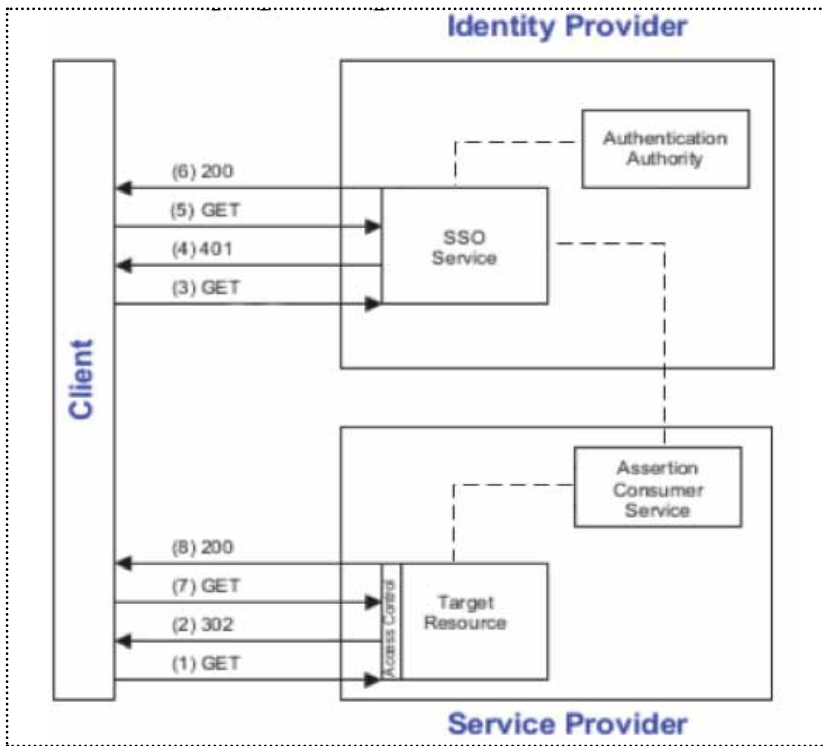 Identity Provider
Authentication
Authority
(6) 200
(5) GET
(4) 401
(3) GET
SSO
Service
Client
Assertion
Consumer
Service
(8) 200
(7) GET
(2) 302
(1) GET
Access Control
Target
Resource
Service Provider